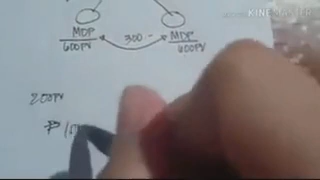 KINEMASTER
MDP 300 - MDP
600PV 600PV
200PV
₱